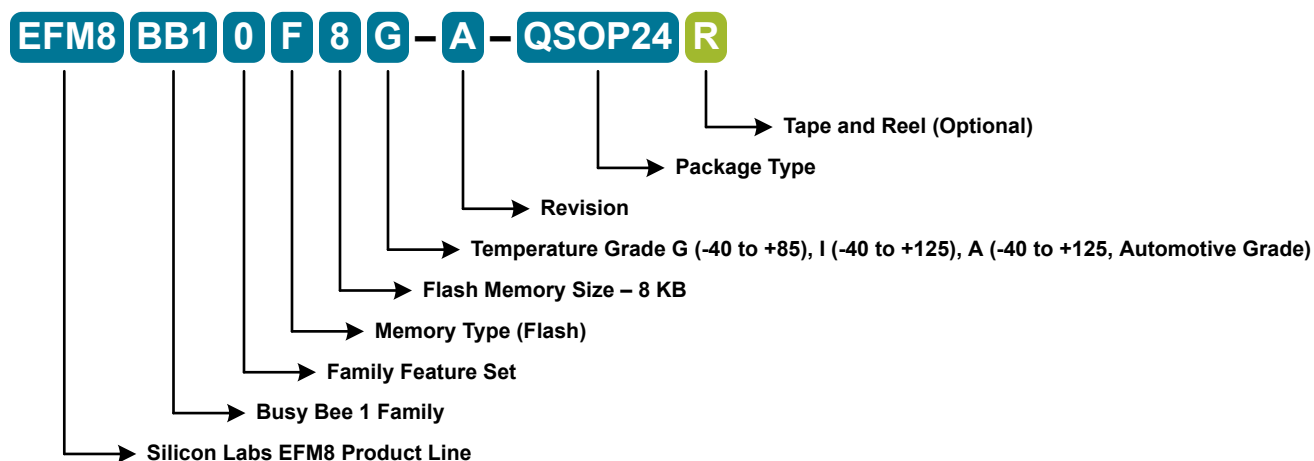 EFM8 BB1 0 F 8 G – A – QSOP24 R
Tape and Reel (Optional)
Package Type
Revision
Temperature Grade G (-40 to +85), I (-40 to +125), A (-40 to +125, Automotive Grade)
Flash Memory Size – 8 KB
Memory Type (Flash)
Family Feature Set
Busy Bee 1 Family
Silicon Labs EFM8 Product Line